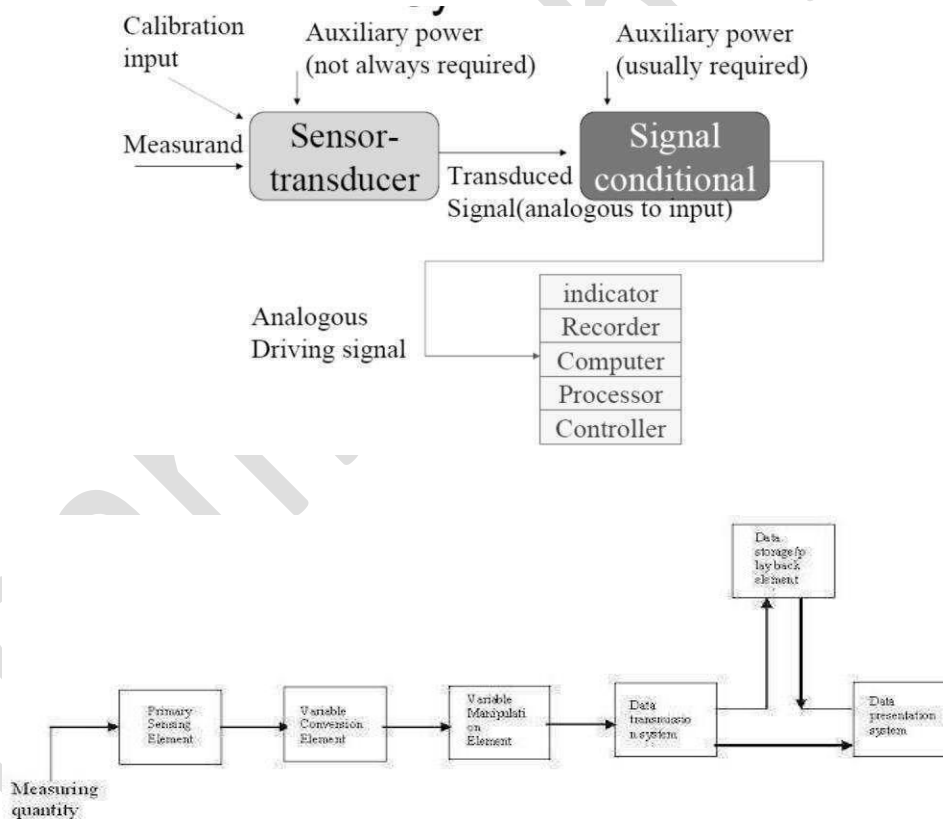 Calibration
input
Auxiliary power
(not always required)
Auxiliary power
(usually required)
Measurand
Sensor-
transducer
Transduced
Signal(analogous to input)
Signal
conditional
Analogous
Driving signal
indicator
Recorder
Computer
Processor
Controller
Data
storage/p
layback
element
Primary
Sensing
Element
Variable
Conversion
Element
Variable
Manipulati
on
Element
Data
transmissio
n system
Data
presentation
system
Measuring
quantity